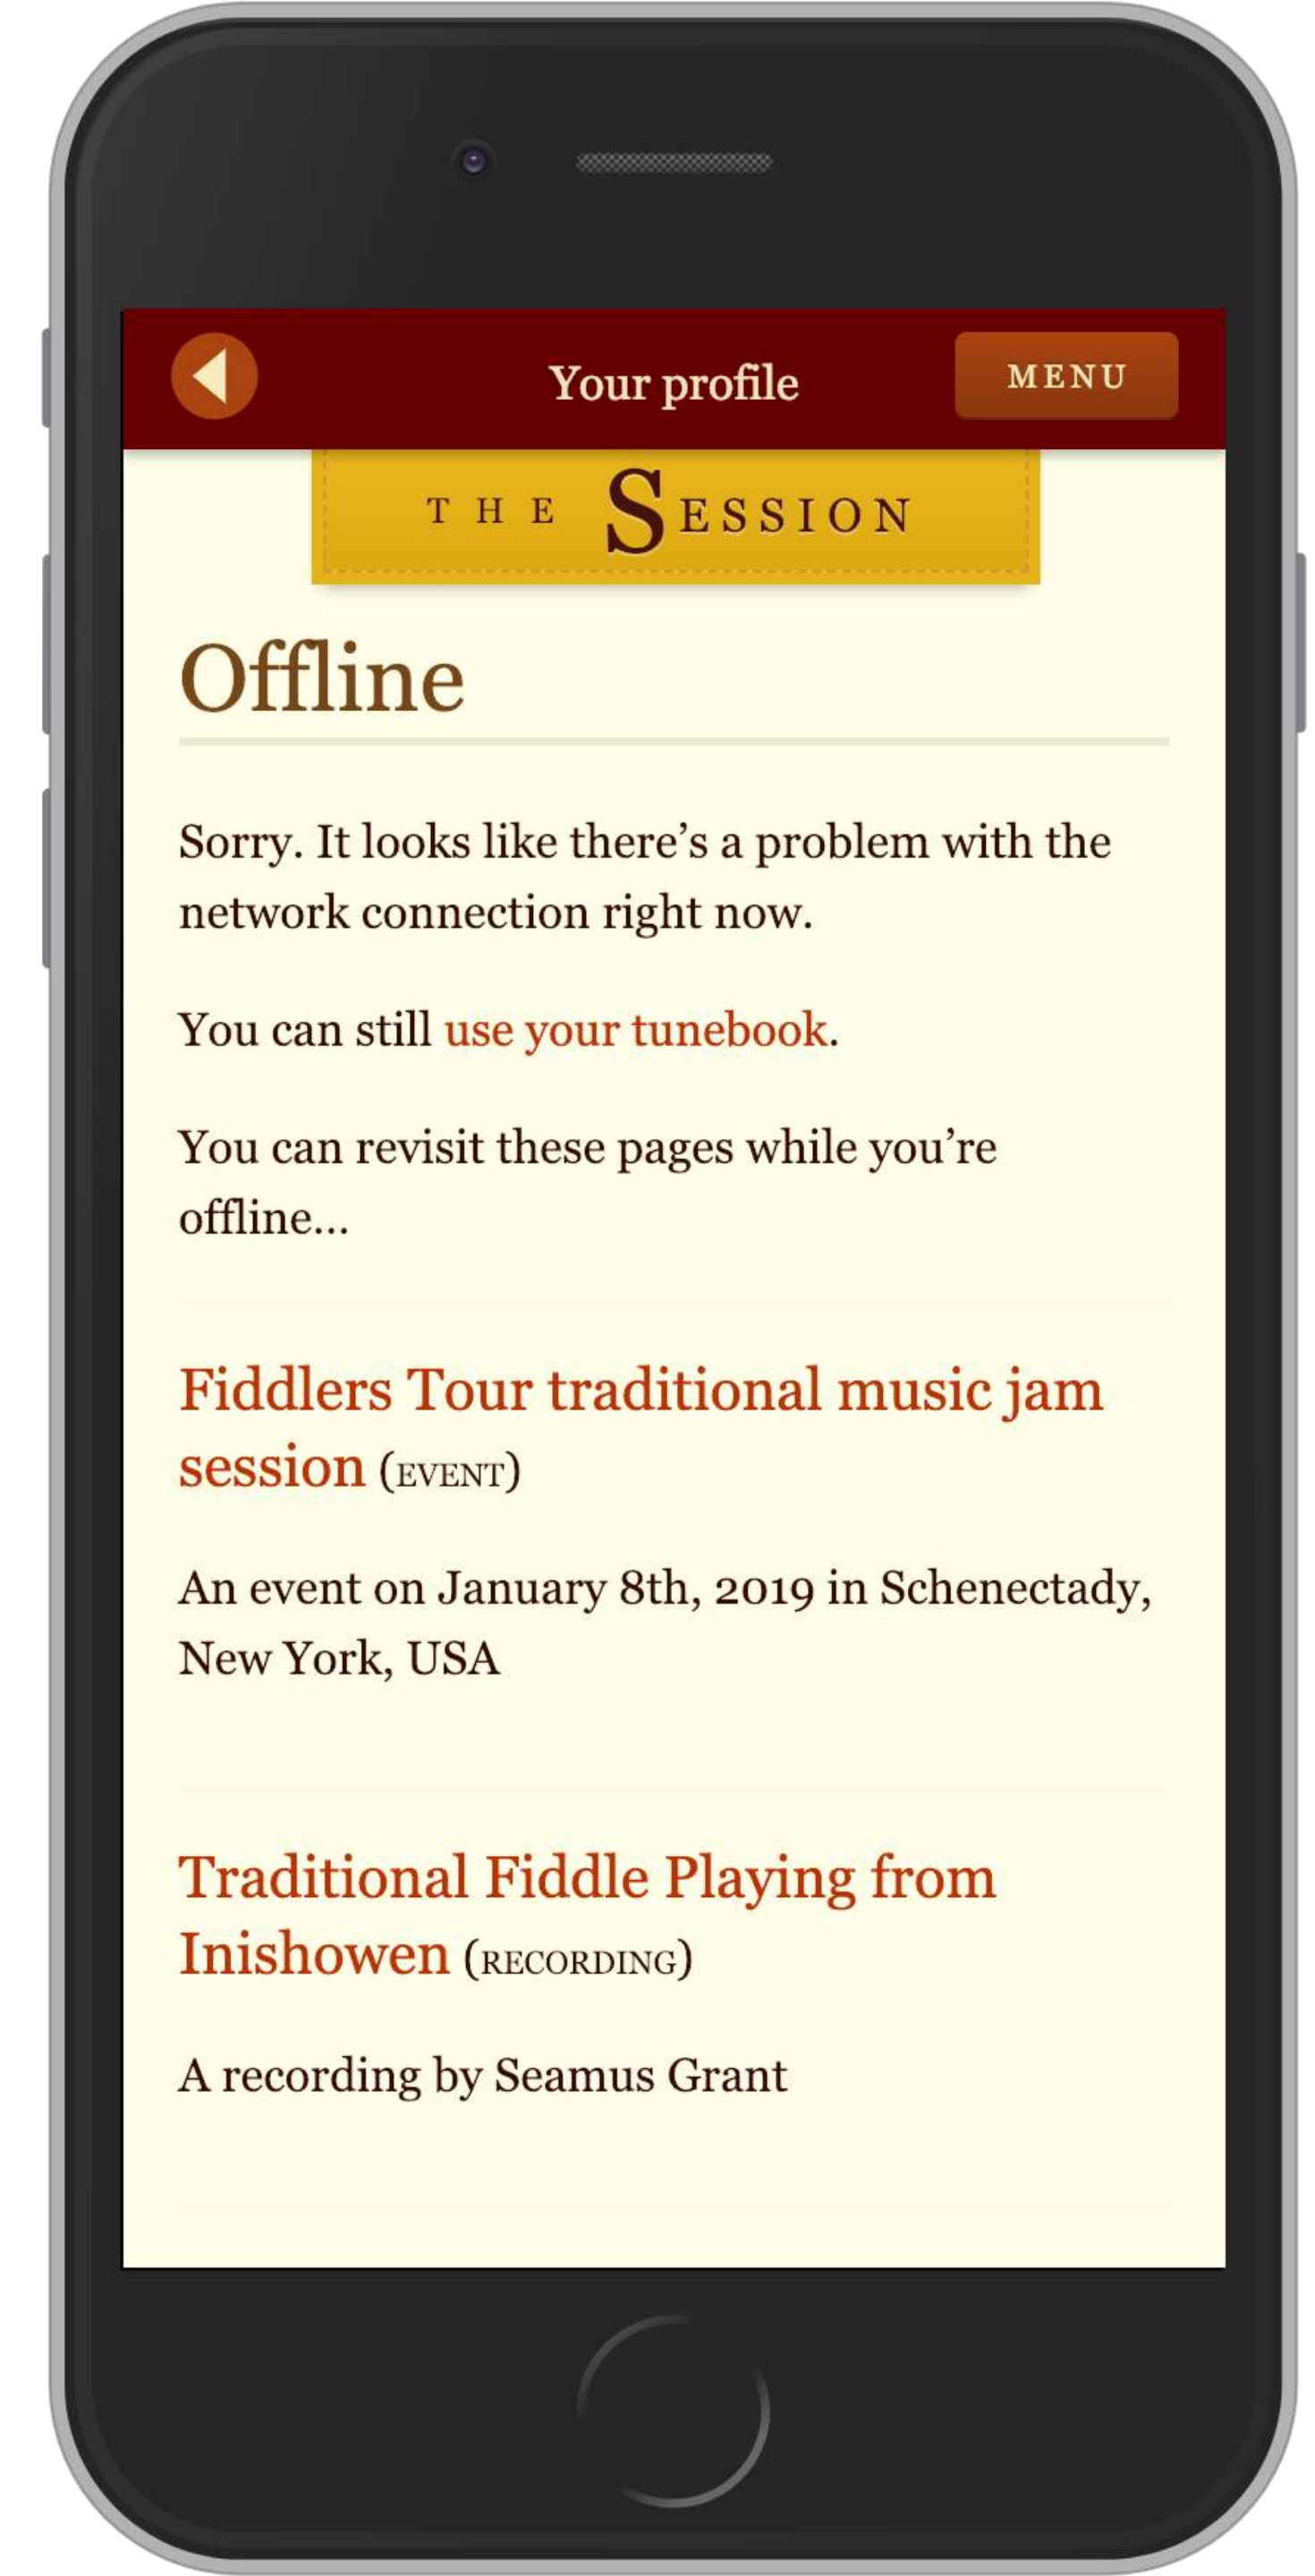 Your profile
MENU
THE SESSION
Offline
Sorry. It looks like there’s a problem with the
network connection right now.
You can still use your tunebook.
You can revisit these pages while you’re
offline…
Fiddlers Tour traditional music jam
session (EVENT)
An event on January 8th, 2019 in Schenectady,
New York, USA
Traditional Fiddle Playing from
Inishowen (RECORDING)
A recording by Seamus Grant